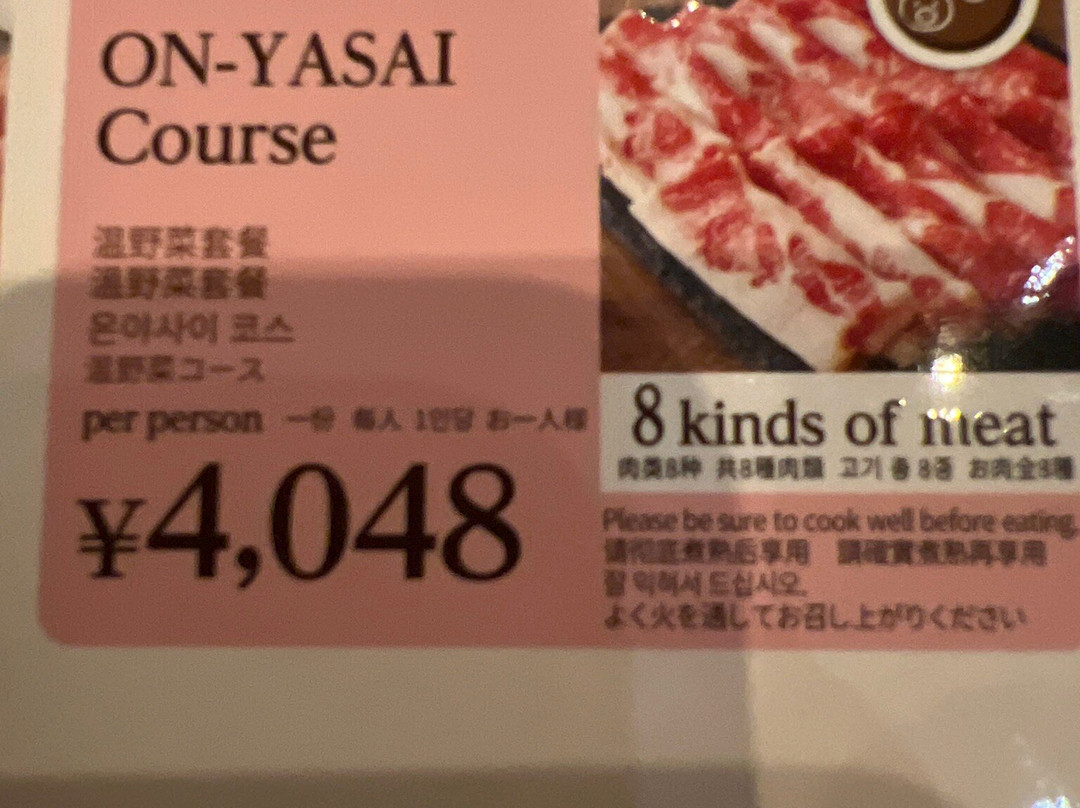 ON-YASAI
Course
温野菜套餐
溫野菜套餐
온야사이 코스
温野菜コース
per person 一份 每人 1인당 お一人様
¥4,048
8 kinds of meat
肉类8种 共8種肉類 고기 총 8종 お肉全8種
Please be sure to cook well before eating.
请彻底煮熟后享用 請確實煮熟再享用
잘 익혀서 드십시오.
よく火を通してお召し上がりください